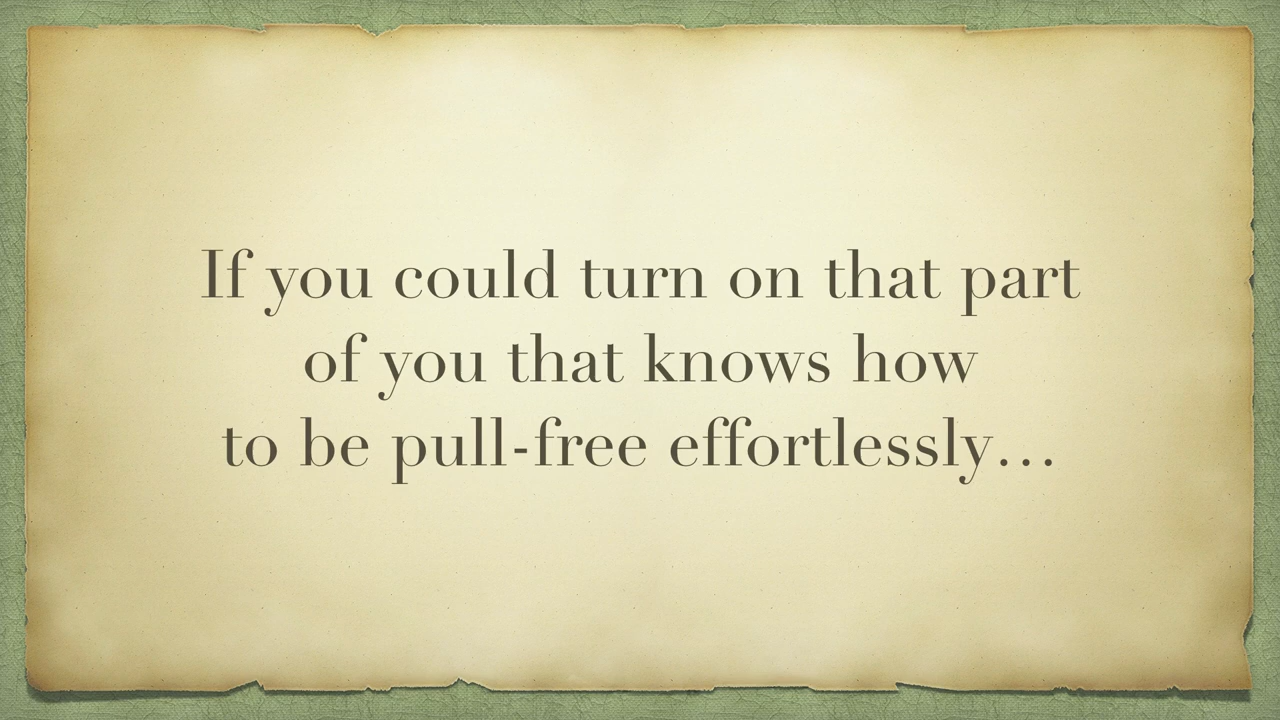 If you could turn on that part
of you that knows how
to be pull-free effortlessly…